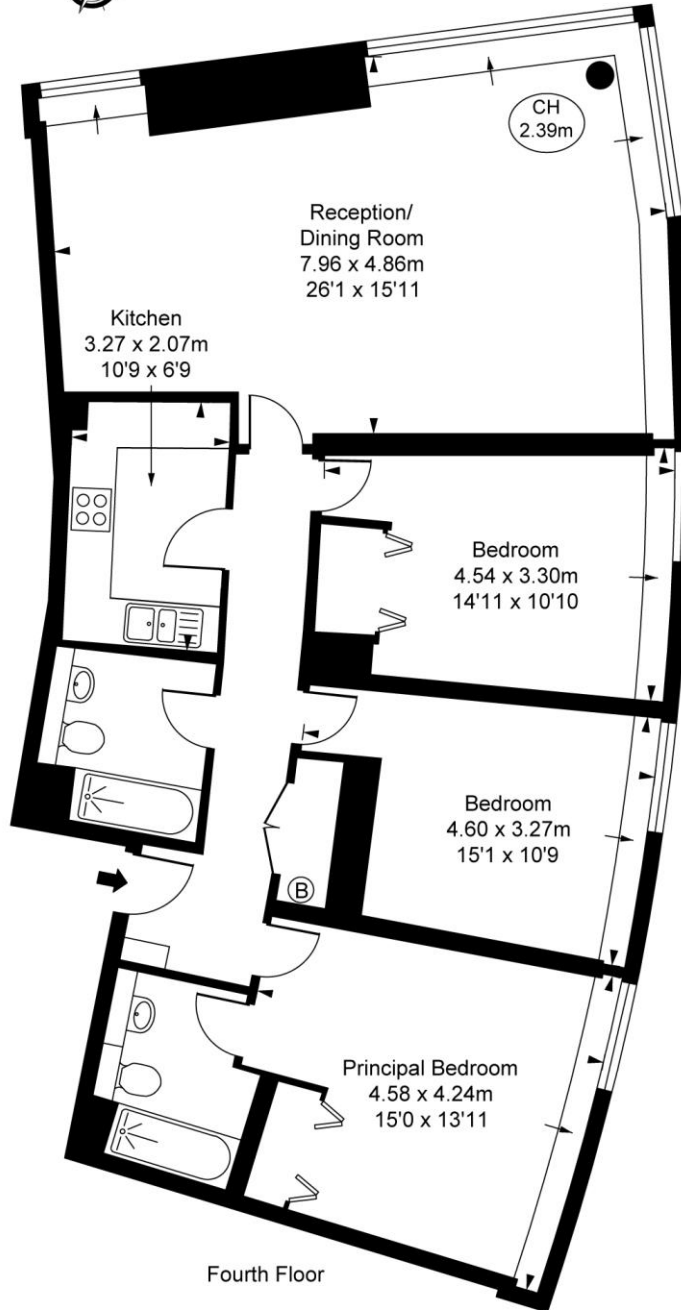 CH
2.39m
Reception/
Dining Room
7.96 x 4.86m
26'1 x 15'11
Kitchen
3.27 x 2.07m
10'9 x 6'9
Bedroom
4.54 x 3.30m
14'11 x 10'10
Bedroom
4.60 x 3.27m
15'1 x 10'9
B
Principal Bedroom
4.58 x 4.24m
15'0 x 13'11
Fourth Floor